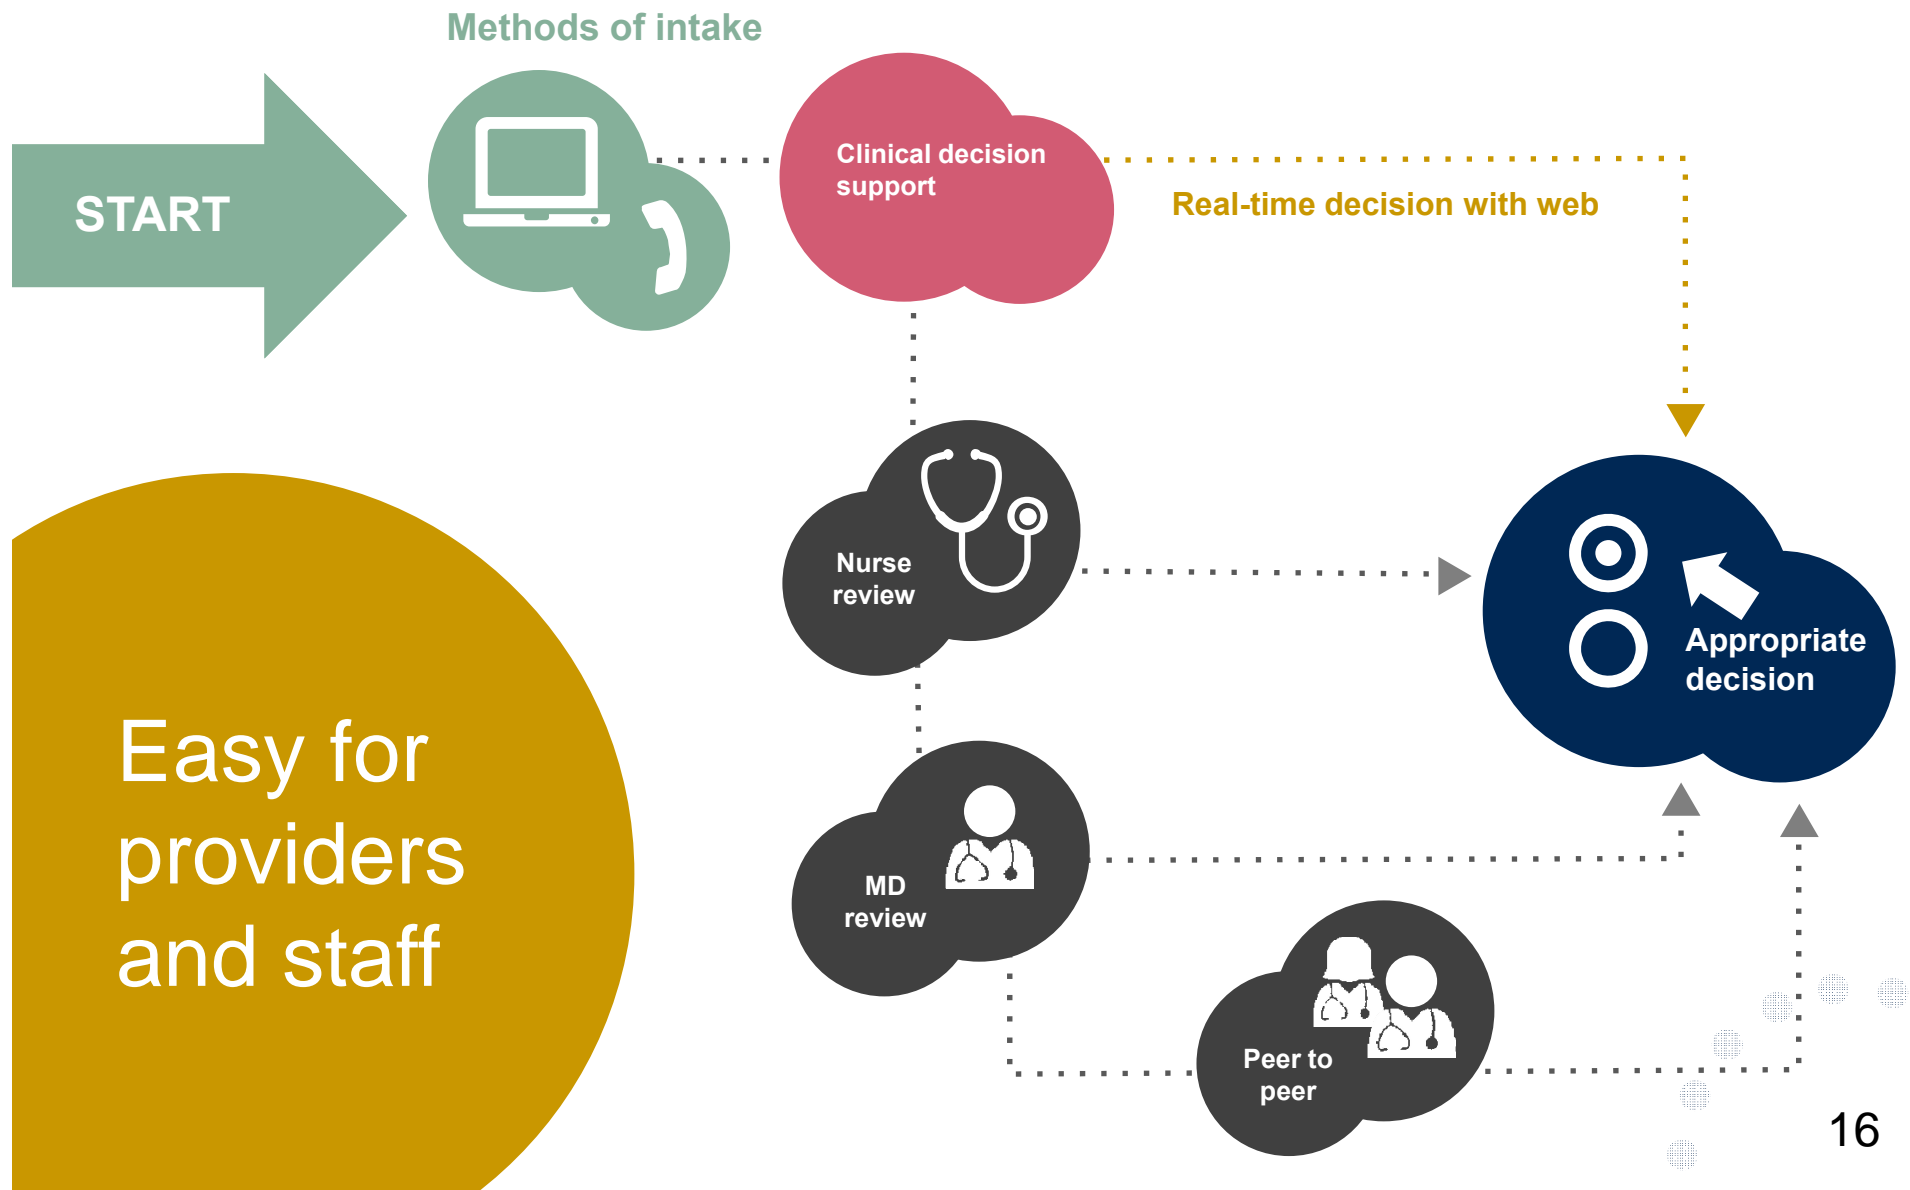 Methods of intake
START
Clinical decision
support
Real-time decision with web
Nurse
review
Appropriate
decision
Easy for
providers
and staff
MD
review
Peer to
peer
16